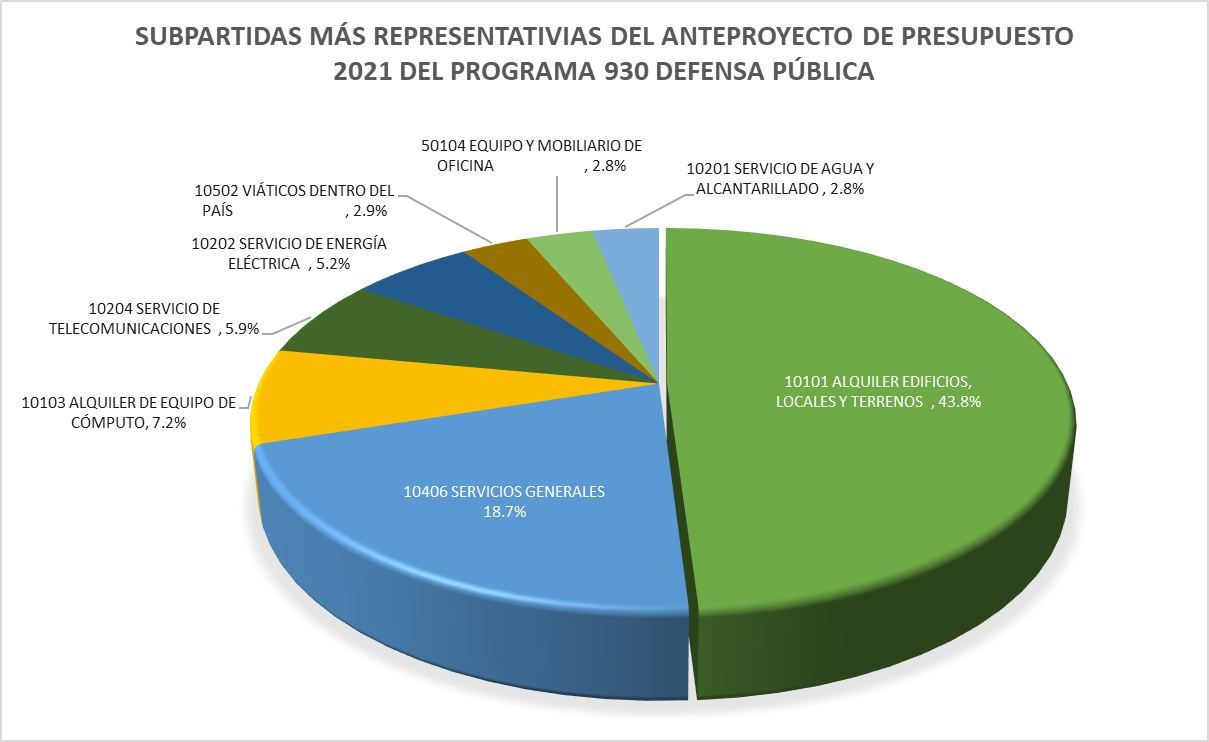 SUBPARTIDAS MÁS REPRESENTATIVIAS DEL ANTEPROYECTO DE PRESUPUESTO
2021 DEL PROGRAMA 930 DEFENSA PÚBLICA
50104 EQUIPO Y MOBILIARIO DE
OFICINA , 2.8%
10201 SERVICIO DE AGUA Y
ALCANTARILLADO , 2.8%
10502 VIÁTICOS DENTRO DEL
PAÍS , 2.9%
10202 SERVICIO DE ENERGÍA
ELÉCTRICA , 5.2%
10204 SERVICIO DE
TELECOMUNICACIONES , 5.9%
10103 ALQUILER DE EQUIPO DE
CÓMPUTO, 7.2%
10101 ALQUILER EDIFICIOS,
LOCALES Y TERRENOS , 43.8%
10406 SERVICIOS GENERALES
18.7%